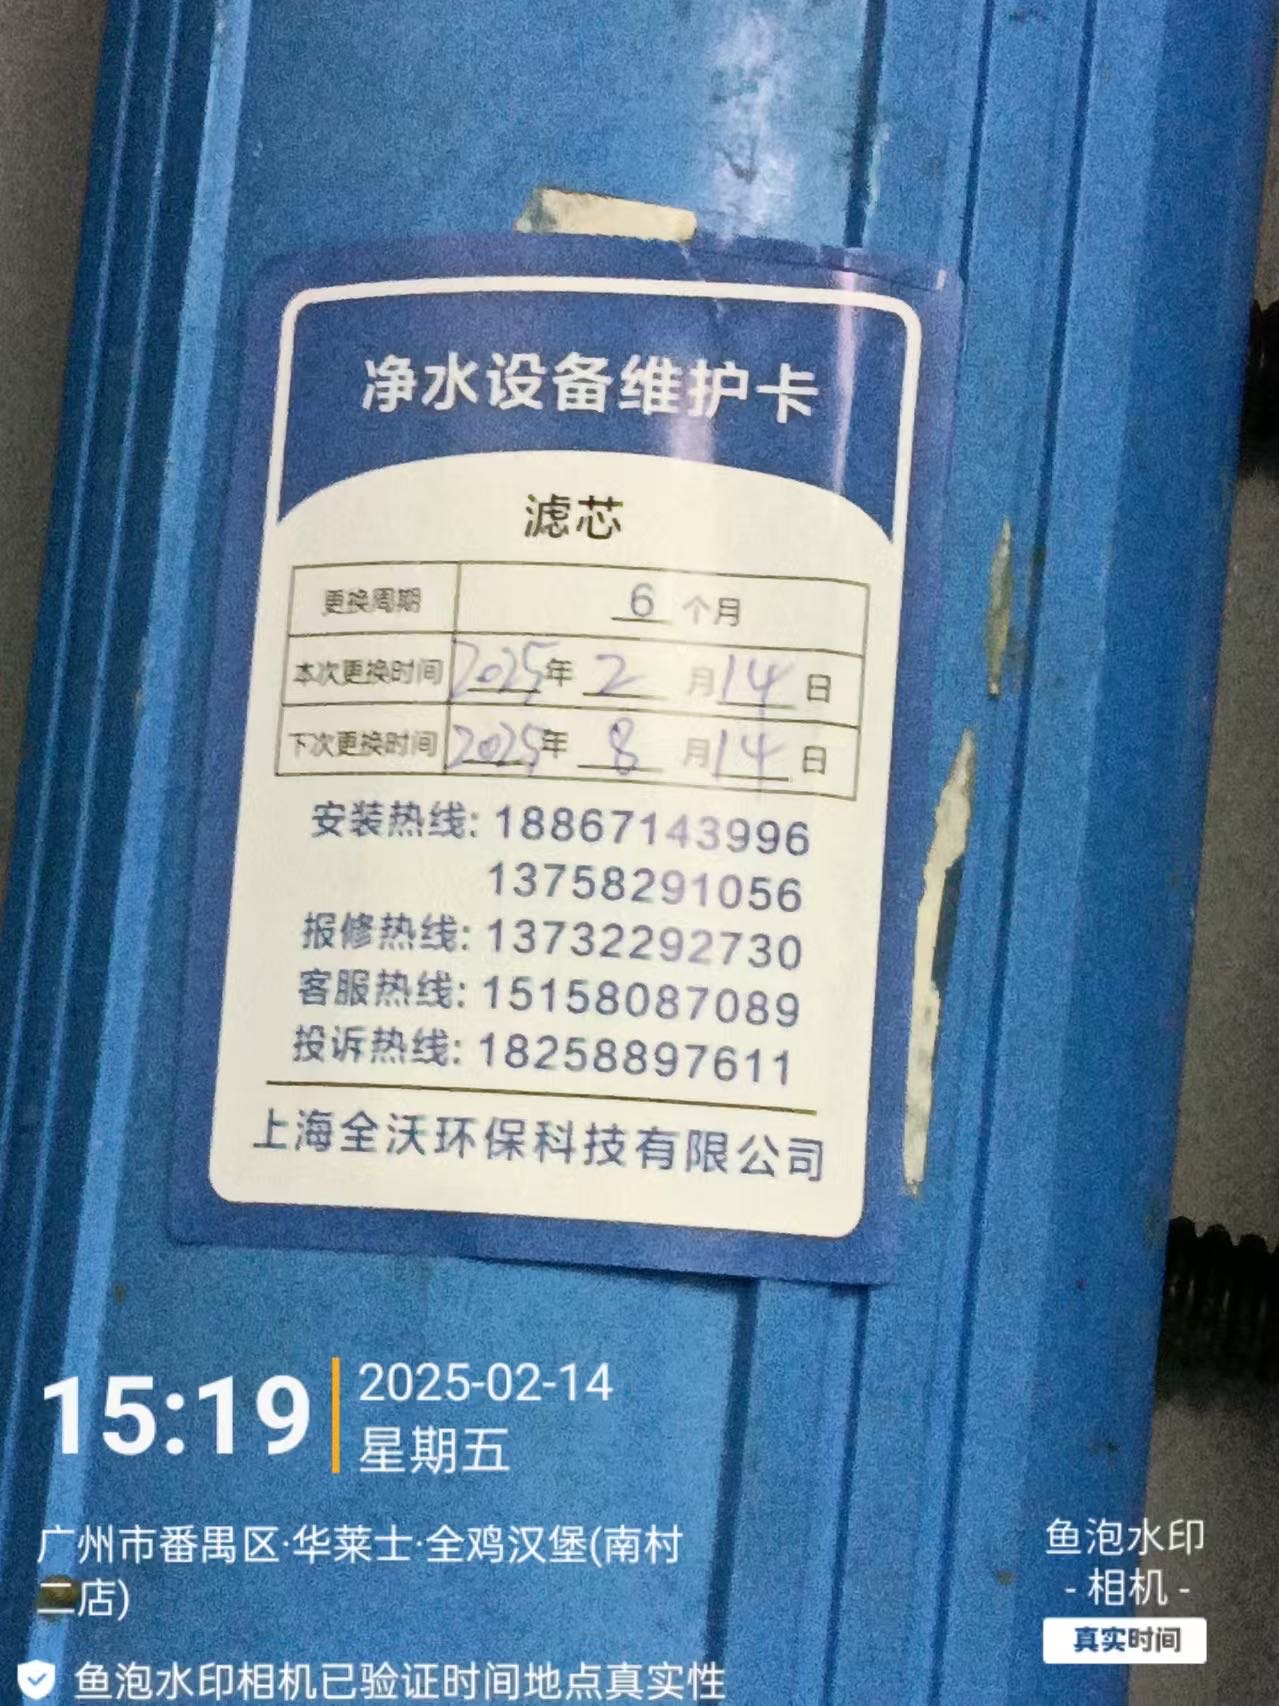 净水设备维护卡
滤芯
更换周期 6 个月
本次更换时间 2025年 2 月 14 日
下次更换时间 2025年 8 月 14 日
安装热线: 18867143996
13758291056
报修热线: 13732292730
客服热线: 15158087089
投诉热线: 18258897611
上海全沃环保科技有限公司
15:19
2025-02-14
星期五
广州市番禺区·华莱士·全鸡汉堡(南村
二店)
鱼泡水印相机已验证时间地点真实性
鱼泡水印
- 相机 -
真实时间